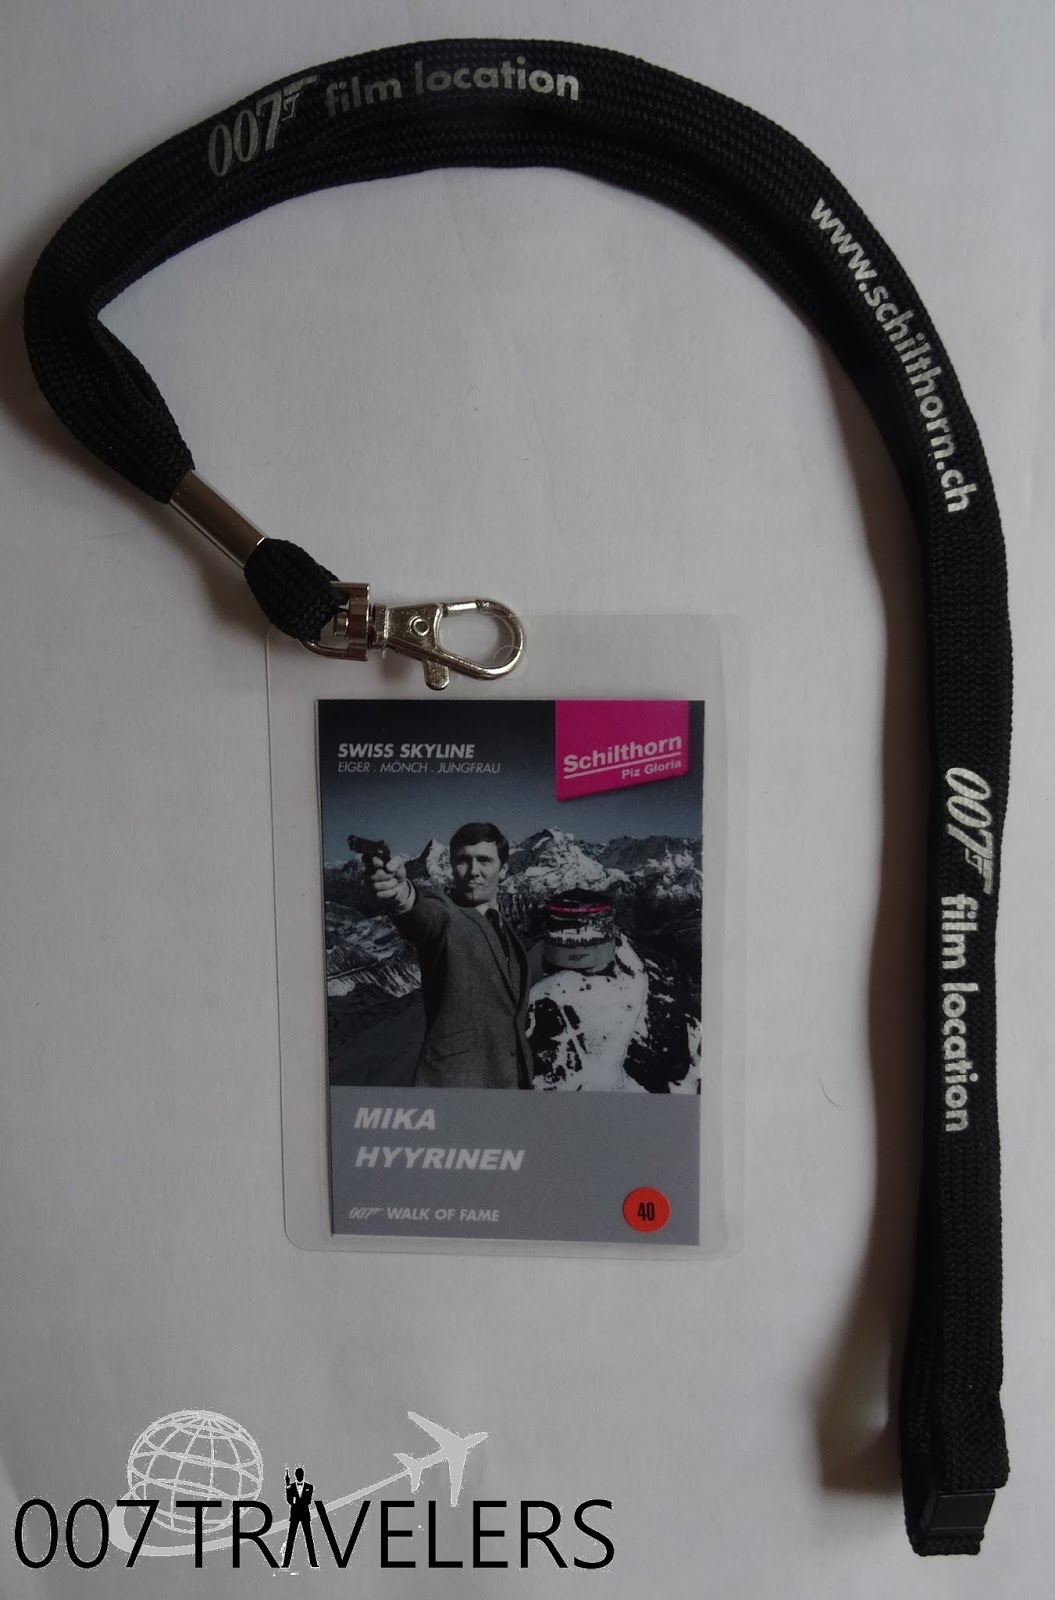 007 film location
www.schilthorn.ch
007 film location
SWISS SKYLINE
EIGER . MÖNCH . JUNGFRAU
Schilthorn
Piz Gloria
007
MIKA
HYYRINEN
007 WALK OF FAME
40
007 TRAVELERS